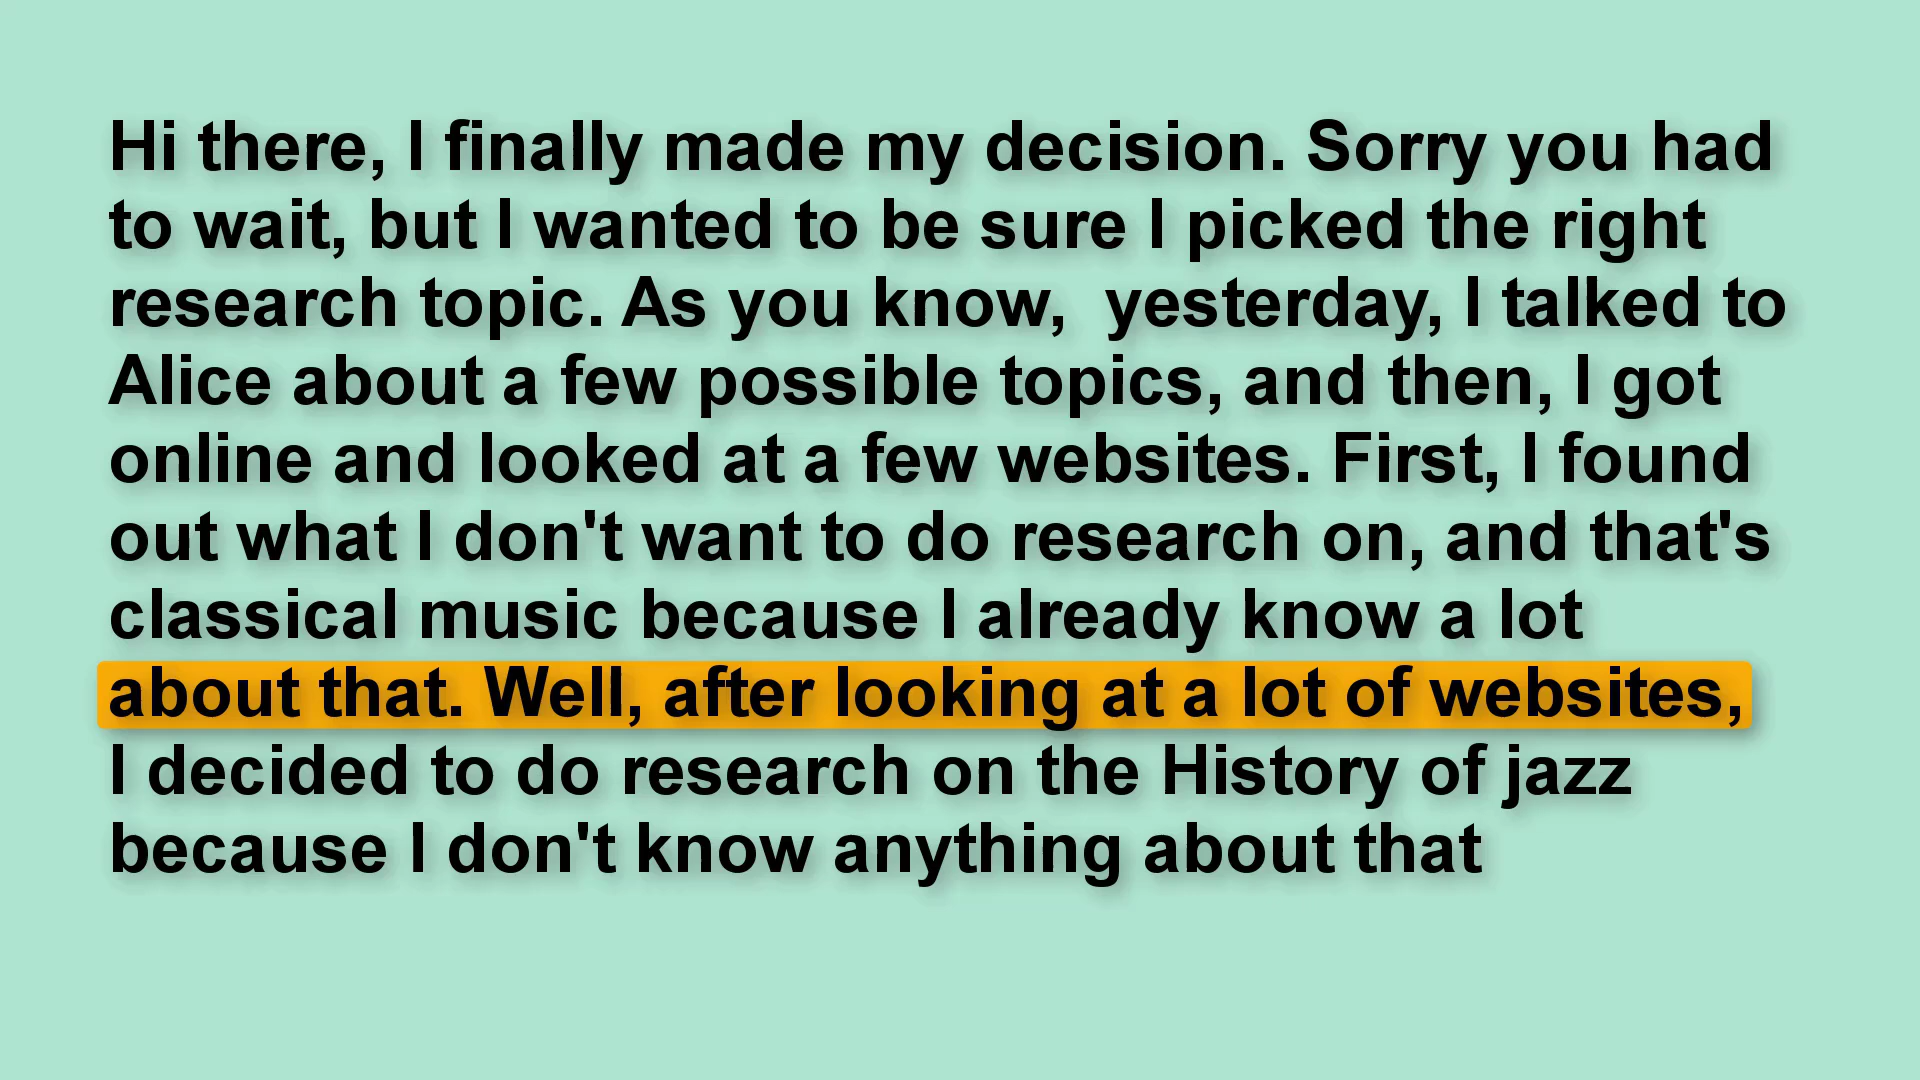 Hi there, I finally made my decision. Sorry you had
to wait, but I wanted to be sure I picked the right
research topic. As you know,  yesterday, I talked to
Alice about a few possible topics, and then, I got
online and looked at a few websites. First, I found
out what I don't want to do research on, and that's
classical music because I already know a lot
about that. Well, after looking at a lot of websites,
I decided to do research on the History of jazz
because I don't know anything about that